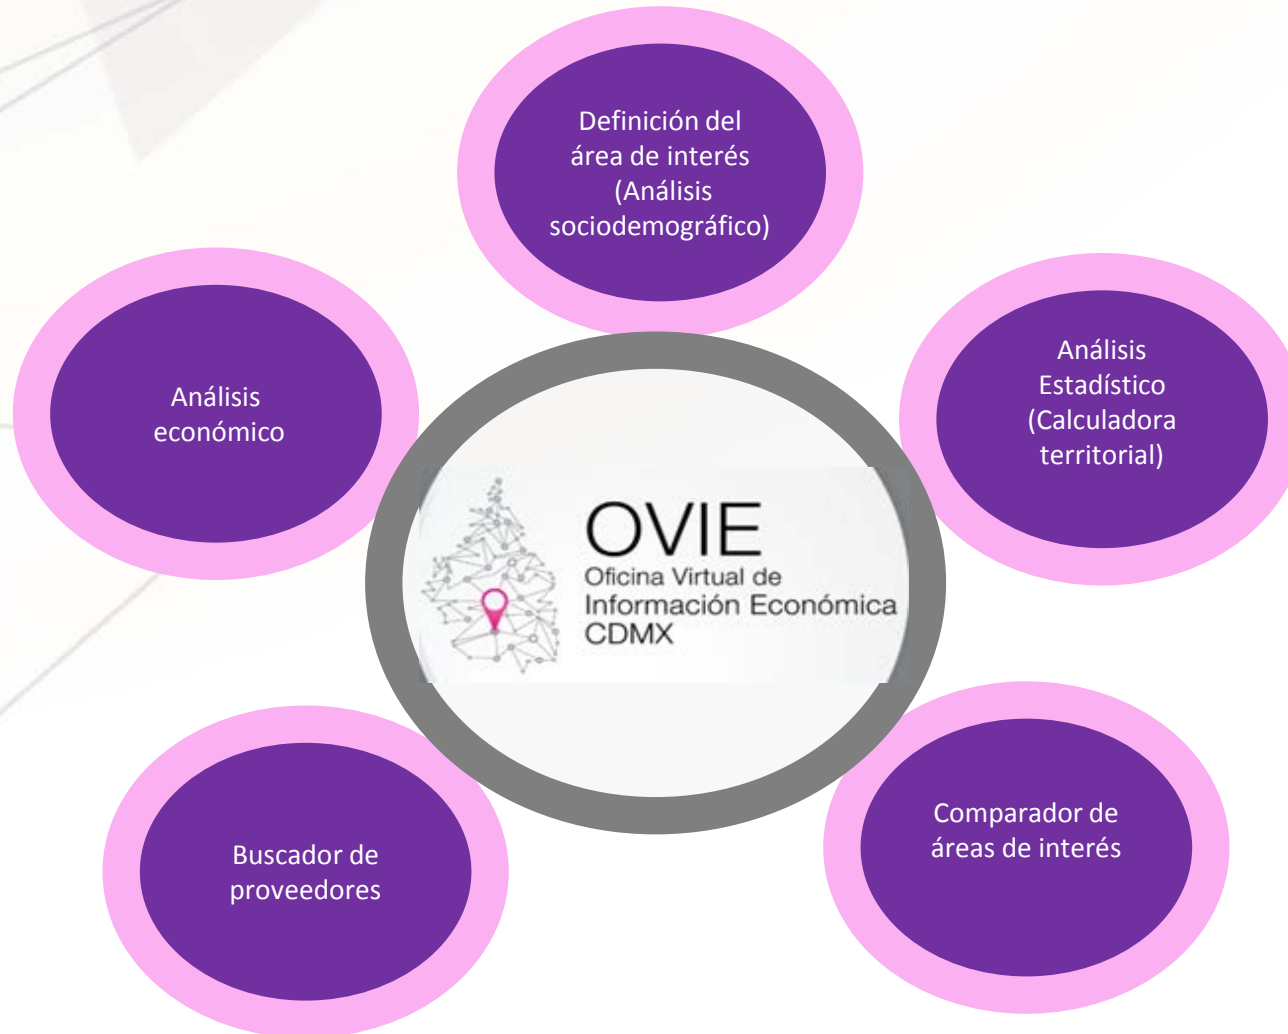 Definición del
área de interés
(Análisis
sociodemográfico)
Análisis
económico
Análisis
Estadístico
(Calculadora
territorial)
OVIE
Oficina Virtual de
Información Económica
CDMX
Buscador de
proveedores
Comparador de
áreas de interés